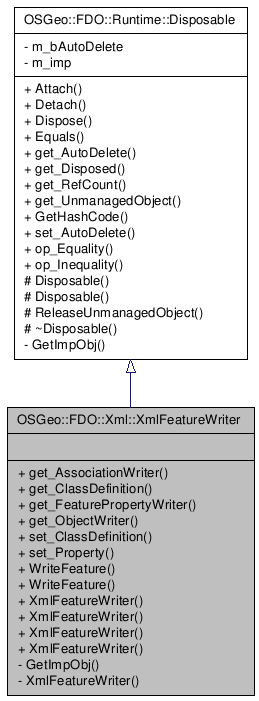 OSGeo::FDO::Runtime::Disposable
- m_bAutoDelete
- m_imp
+ Attach()
+ Detach()
+ Dispose()
+ Equals()
+ get_AutoDelete()
+ get_Disposed()
+ get_RefCount()
+ get_UnmanagedObject()
+ GetHashCode()
+ set_AutoDelete()
+ op_Equality()
+ op_Inequality()
# Disposable()
# Disposable()
# ReleaseUnmanagedObject()
# ~Disposable()
- GetImpObj()
OSGeo::FDO::Xml::XmlFeatureWriter
+ get_AssociationWriter()
+ get_ClassDefinition()
+ get_FeaturePropertyWriter()
+ get_ObjectWriter()
+ set_ClassDefinition()
+ set_Property()
+ WriteFeature()
+ WriteFeature()
+ XmlFeatureWriter()
+ XmlFeatureWriter()
+ XmlFeatureWriter()
+ XmlFeatureWriter()
- GetImpObj()
- XmlFeatureWriter()